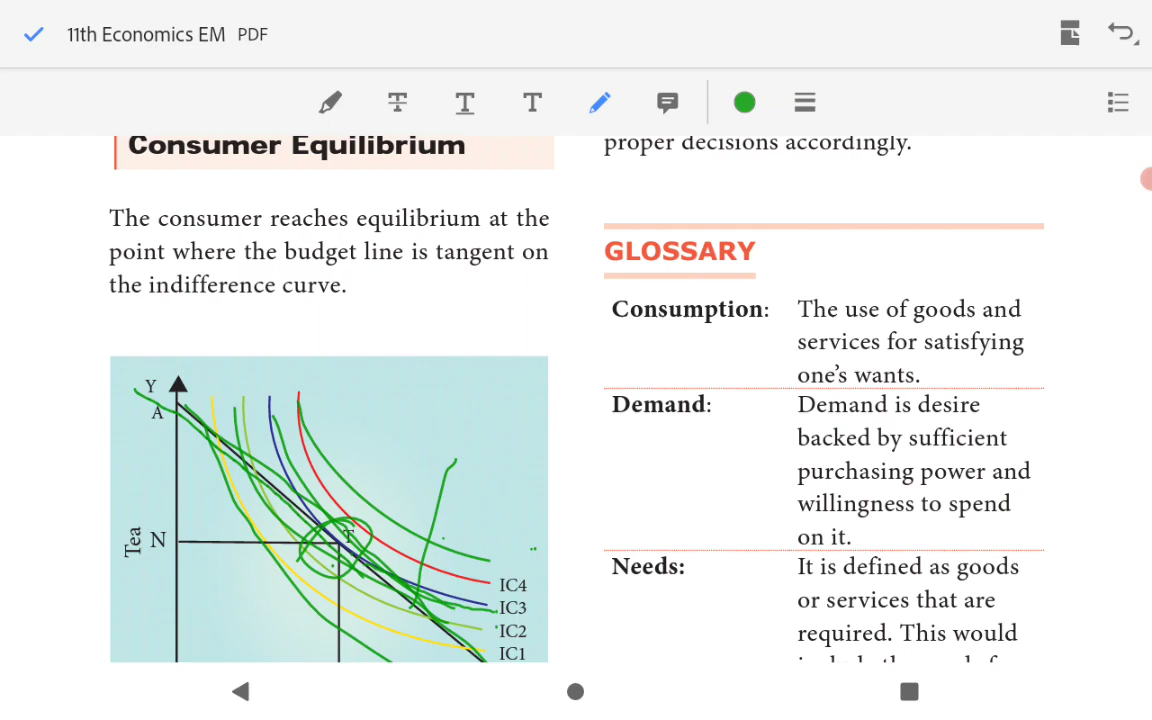 11th Economics EM PDF
Consumer Equilibrium
The consumer reaches equilibrium at the
point where the budget line is tangent on
the indifference curve.
Y
A
Tea
N
T
IC4
IC3
IC2
IC1
proper decisions accordingly.
GLOSSARY
Consumption: The use of goods and
services for satisfying
one's wants.
Demand: Demand is desire
backed by sufficient
purchasing power and
willingness to spend
on it.
Needs: It is defined as goods
or services that are
required. This would